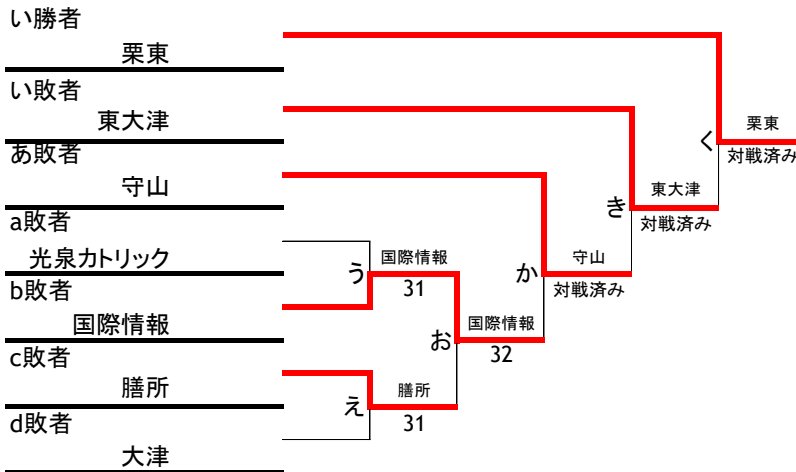 い勝者
栗東
い敗者
東大津
あ敗者
守山
a敗者
光泉カトリック
b敗者
国際情報
c敗者
膳所
d敗者
大津
う
国際情報
31
え
膳所
31
お
国際情報
32
か
守山
対戦済み
き
東大津
対戦済み
く
栗東
対戦済み